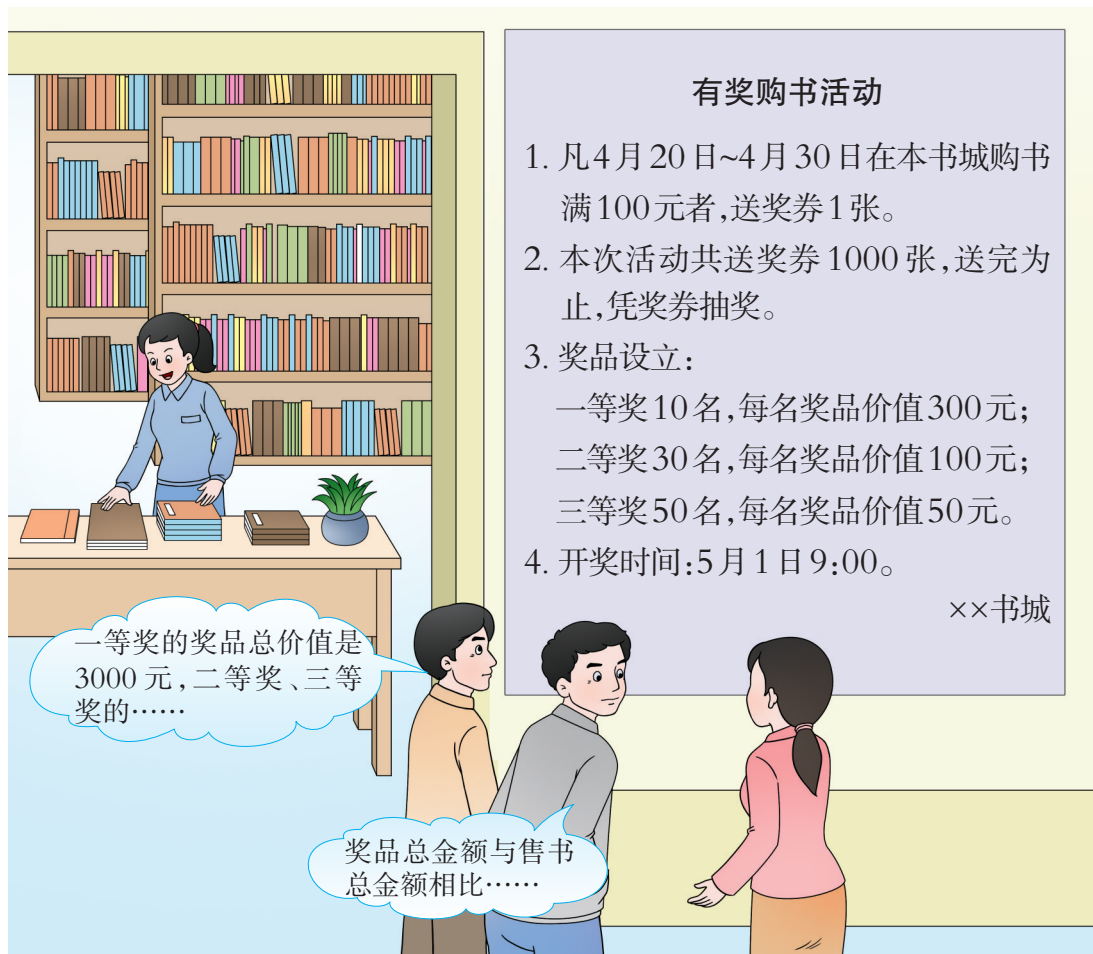 有奖购书活动
1. 凡4月20日~4月30日在本书城购书
满100元者,送奖券1张。
2. 本次活动共送奖券1000张,送完为
止,凭奖券抽奖。
3. 奖品设立:
一等奖10名,每名奖品价值300元;
二等奖30名,每名奖品价值100元;
三等奖50名,每名奖品价值50元。
4. 开奖时间:5月1日9:00。
××书城
一等奖的奖品总价值是
3000元,二等奖、三等
奖的……
奖品总金额与售书
总金额相比……